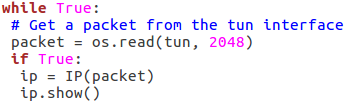 while True:
 # Get a packet from the tun interface
 packet = os.read(tun, 2048)
 if True:
  ip = IP(packet)
  ip.show()